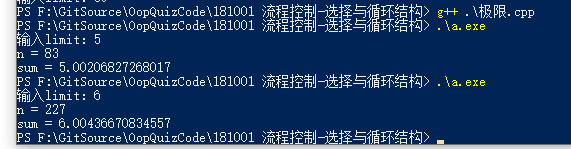 PS F:\GitSource\OopQuizCode\181001 流程控制-选择与循环结构> g++ .\极限.cpp
PS F:\GitSource\OopQuizCode\181001 流程控制-选择与循环结构> .\a.exe
输入limit: 5
n = 83
sum = 5.00206827268017
PS F:\GitSource\OopQuizCode\181001 流程控制-选择与循环结构> .\a.exe
输入limit: 6
n = 227
sum = 6.00436670834557
PS F:\GitSource\OopQuizCode\181001 流程控制-选择与循环结构>